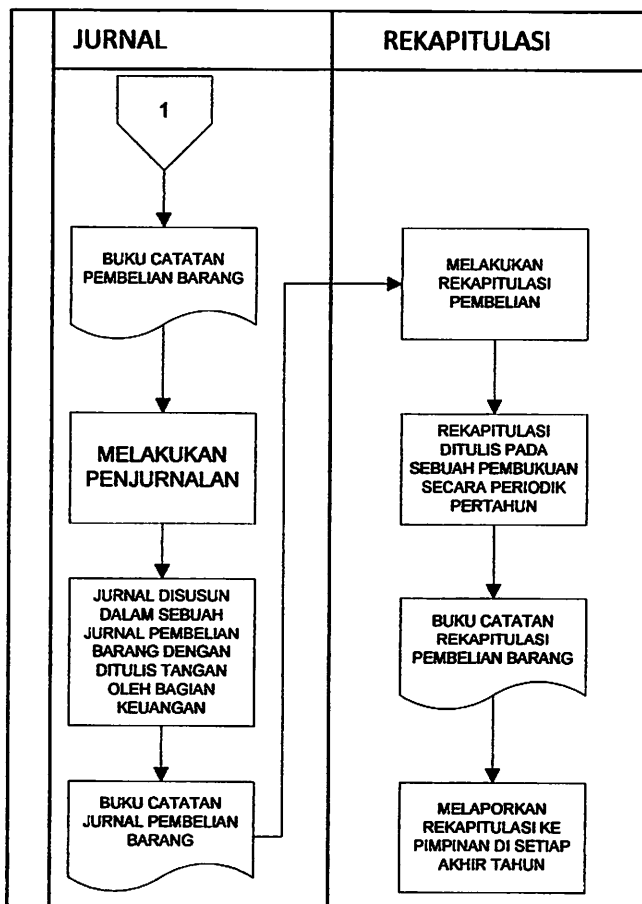 JURNAL
REKAPITULASI
1
BUKU CATATAN
PEMBELIAN BARANG
MELAKUKAN
PENJURNALAN
JURNAL DISUSUN
DALAM SEBUAH
JURNAL PEMBELIAN
BARANG DENGAN
DITULIS TANGAN
OLEH BAGIAN
KEUANGAN
BUKU CATATAN
JURNAL PEMBELIAN
BARANG
MELAKUKAN
REKAPITULASI
PEMBELIAN
REKAPITULASI
DITULIS PADA
SEBUAH PEMBUKUAN
SECARA PERIODIK
PERTAHUN
BUKU CATATAN
REKAPITULASI
PEMBELIAN BARANG
MELAPORKAN
REKAPITULASI KE
PIMPINAN DI SETIAP
AKHIR TAHUN